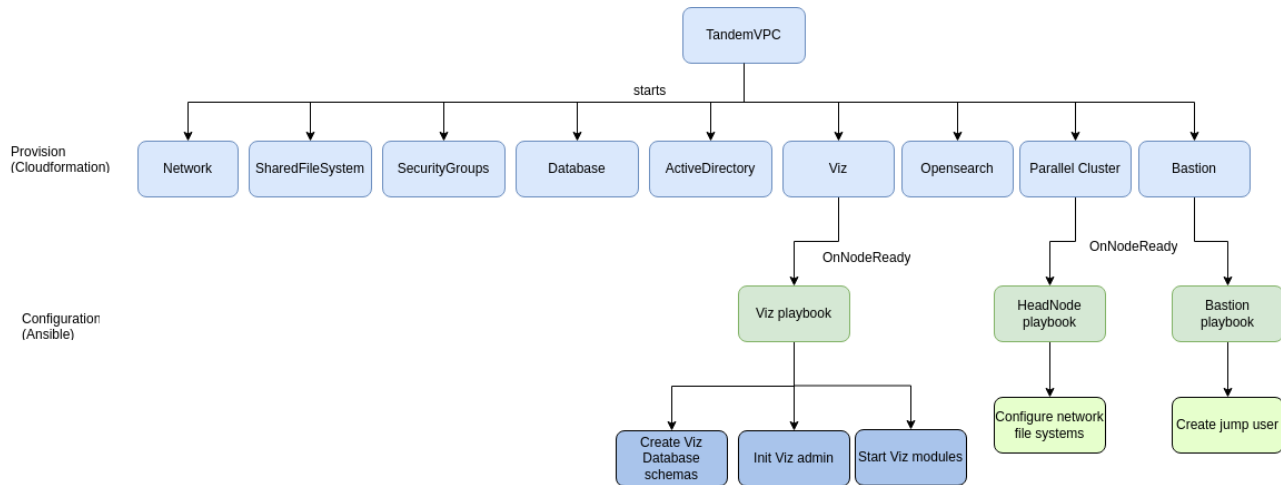 TandemVPC
starts
Provision
(Cloudformation)
Network
SharedFileSystem
SecurityGroups
Database
ActiveDirectory
Viz
Opensearch
Parallel Cluster
Bastion
OnNodeReady
OnNodeReady
Configuration
(Ansible)
Viz playbook
HeadNode
playbook
Bastion
playbook
Create Viz
Database
schemas
Init Viz admin
Start Viz modules
Configure network
file systems
Create jump user